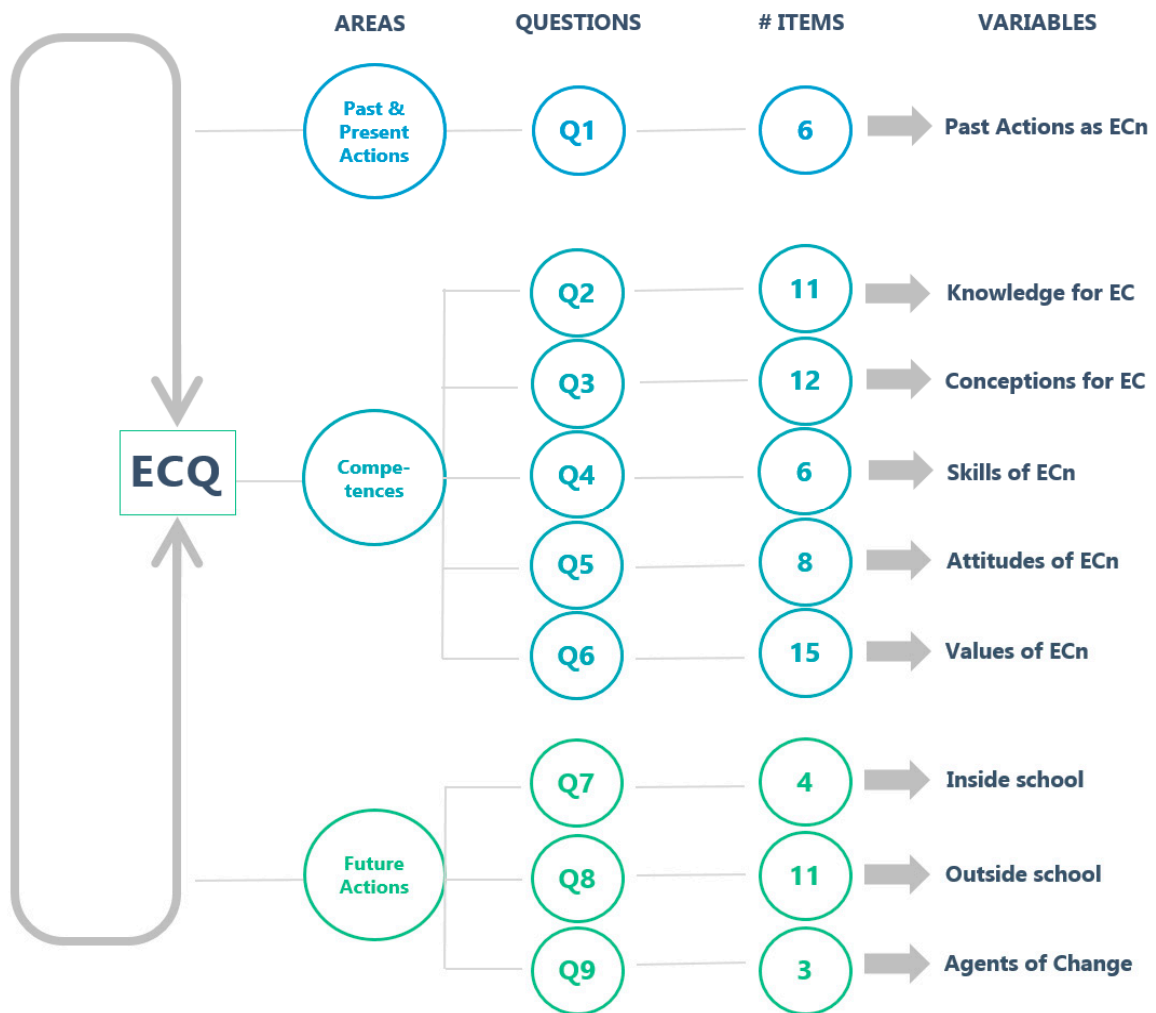 AREAS QUESTIONS # ITEMS VARIABLES
Past &
Present
Actions
Q1 6 Past Actions as ECn
Q2 11 Knowledge for EC
Q3 12 Conceptions for EC
ECQ
Compe-
tences
Q4 6 Skills of ECn
Q5 8 Attitudes of ECn
Q6 15 Values of ECn
Q7 4 Inside school
Future
Actions
Q8 11 Outside school
Q9 3 Agents of Change